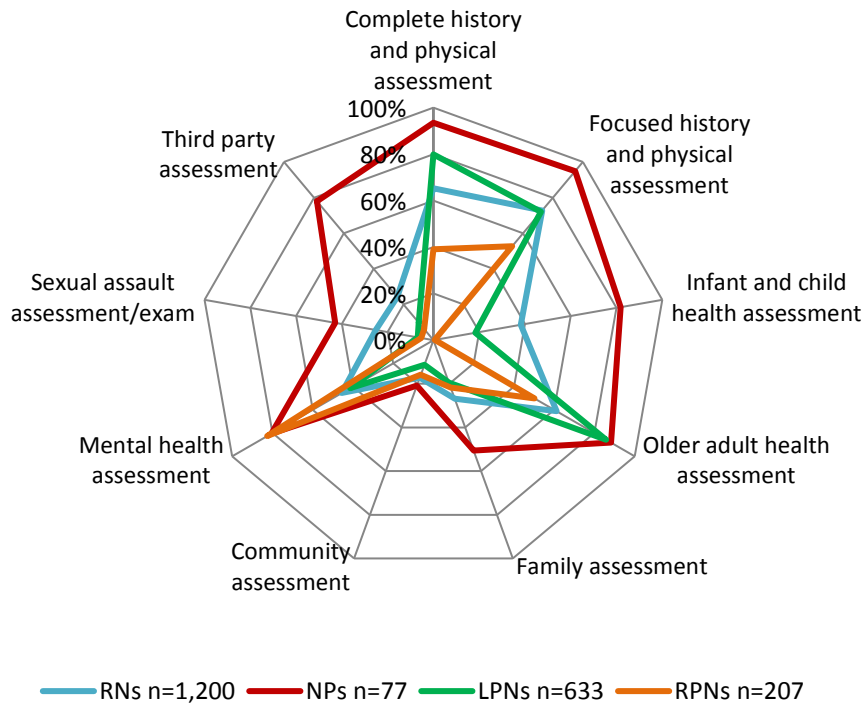 Complete history
and physical
assessment
100%
80%
60%
40%
20%
0%
Focused history
and physical
assessment
Infant and child
health assessment
Older adult health
assessment
Family assessment
Community
assessment
Mental health
assessment
Sexual assault
assessment/exam
Third party
assessment
RNs n=1,200 NPs n=77 LPNs n=633 RPNs n=207